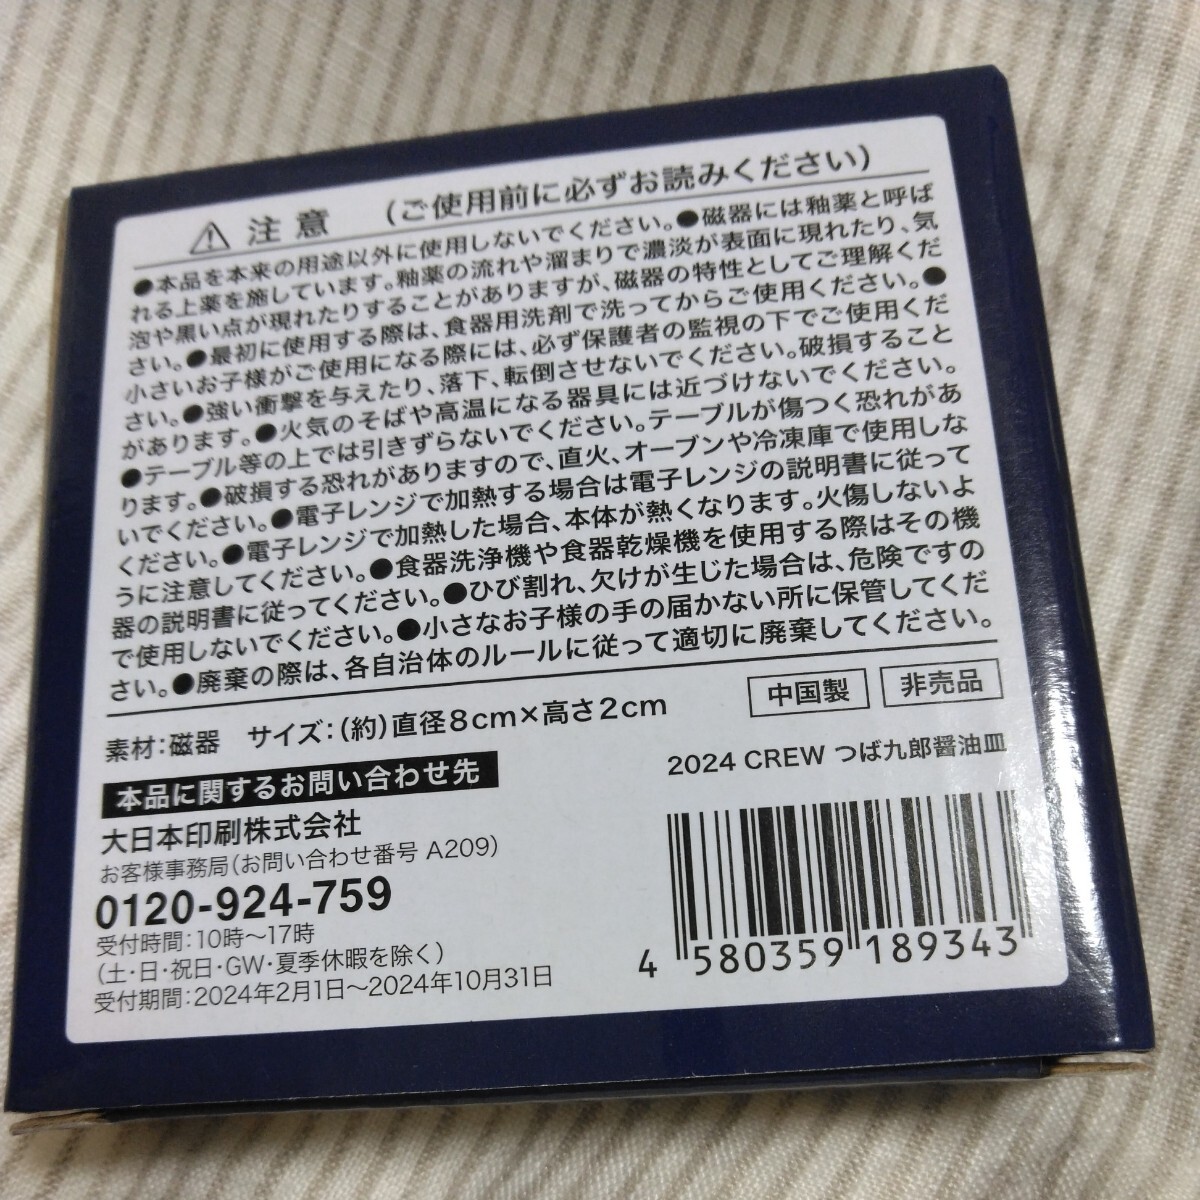 注意 (ご使用前に必ずお読みください)
●本品を本来の用途以外に使用しないでください。●磁器には釉薬と呼ば
れる上薬を施しています。釉薬の流れや溜まりで濃淡が表面に現れたり、気
泡や黒い点が現れたりすることがありますが、磁器の特性としてご理解くだ
さい。●最初に使用する際は、食器用洗剤で洗ってからご使用ください。●
小さいお子様がご使用になる際には、必ず保護者の監視の下でご使用くだ
さい。●強い衝撃を与えたり、落下、転倒させないでください。破損すること
があります。●火気のそばや高温になる器具には近づけないでください。
●テーブル等の上では引きずらないでください。テーブルが傷つく恐れがあ
ります。●破損する恐れがありますので、直火、オーブンや冷凍庫で使用しな
いでください。●電子レンジで加熱する場合は電子レンジの説明書に従って
ください。●電子レンジで加熱した場合、本体が熱くなります。火傷しないよ
うに注意してください。●食器洗浄機や食器乾燥機を使用する際はその機
器の説明書に従ってください。●ひび割れ、欠けが生じた場合は、危険ですの
で使用しないでください。●小さなお子様の手の届かない所に保管してくだ
さい。●廃棄の際は、各自治体のルールに従って適切に廃棄してください。
素材:磁器 サイズ:(約)直径8cm×高さ2cm
中国製 非売品
本品に関するお問い合わせ先
大日本印刷株式会社
お客様事務局(お問い合わせ番号 A209)
0120-924-759
受付時間:10時～17時
(土・日・祝日・GW・夏季休暇を除く)
受付期間:2024年2月1日～2024年10月31日
2024 CREW つば九郎醤油皿
4 580359 189343